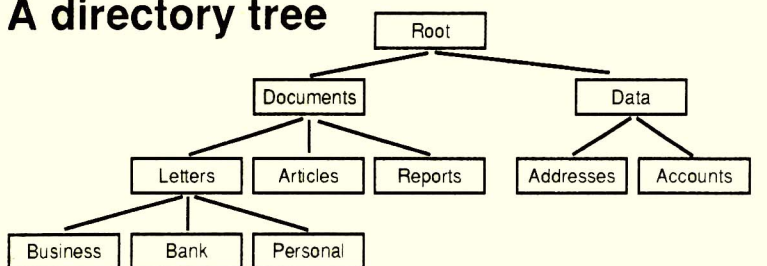 A directory tree
Root
Documents Data
Letters Articles Reports Addresses Accounts
Business Bank Personal